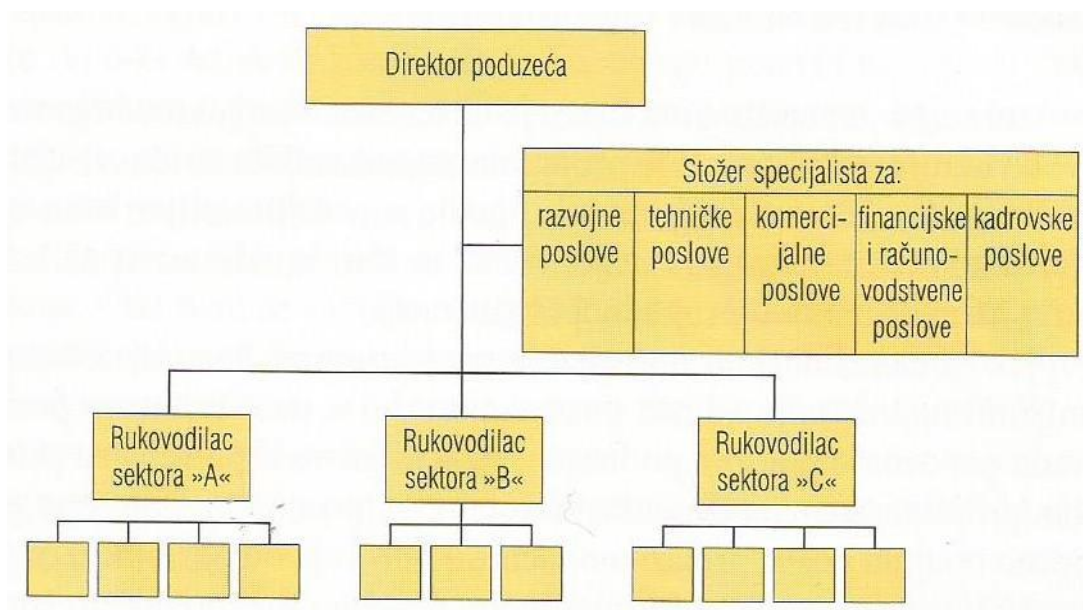 Direktor poduzeća
Stožer specijalista za:
razvojne
poslove
tehničke
poslove
komerci-
jalne
poslove
financijske
i računo-
vodstvene
poslove
kadrovske
poslove
Rukovodilac
sektora »A«
Rukovodilac
sektora »B«
Rukovodilac
sektora »C«